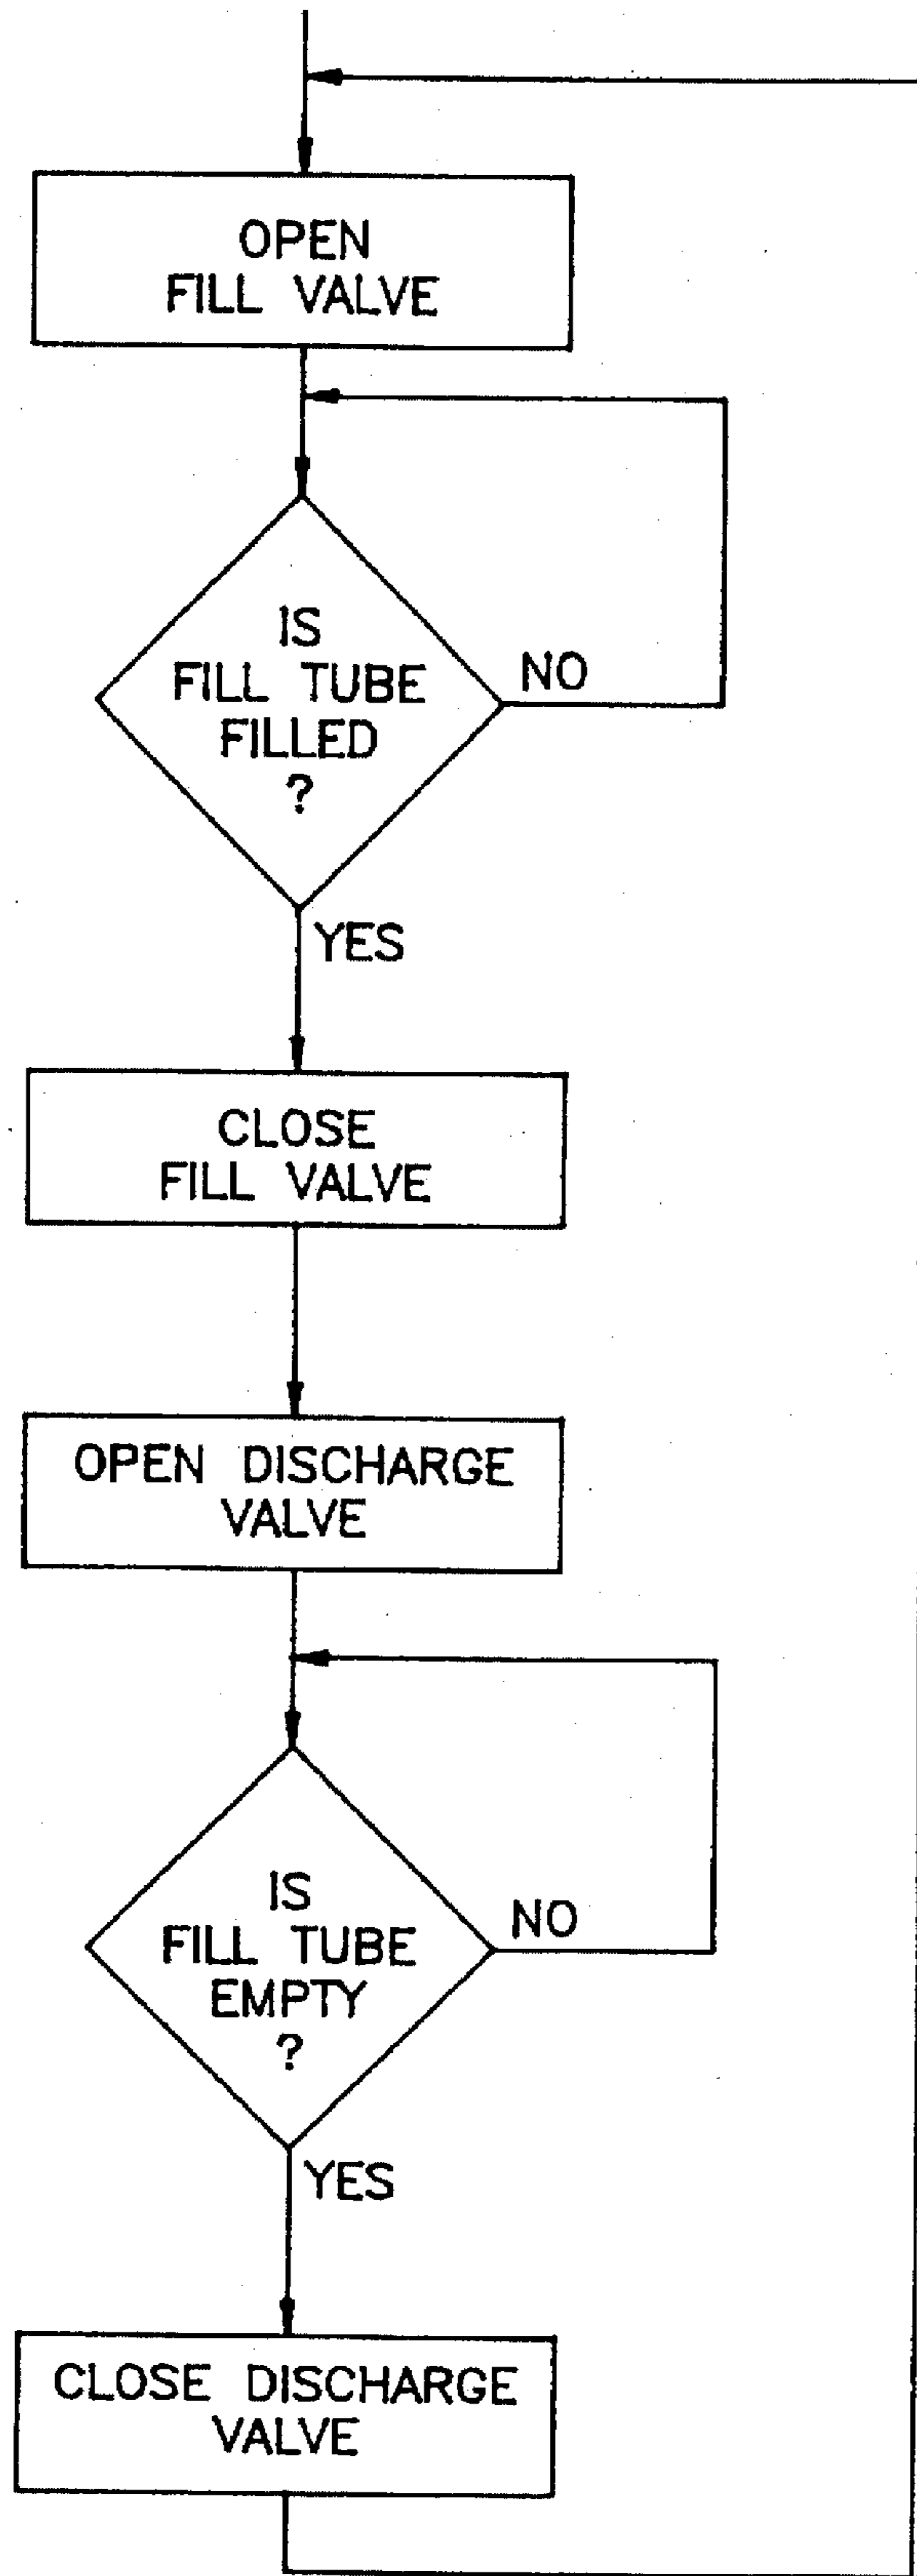 OPEN
FILL VALVE
IS
FILL TUBE
FILLED
?
NO
YES
CLOSE
FILL VALVE
OPEN DISCHARGE
VALVE
IS
FILL TUBE
EMPTY
?
NO
YES
CLOSE DISCHARGE
VALVE